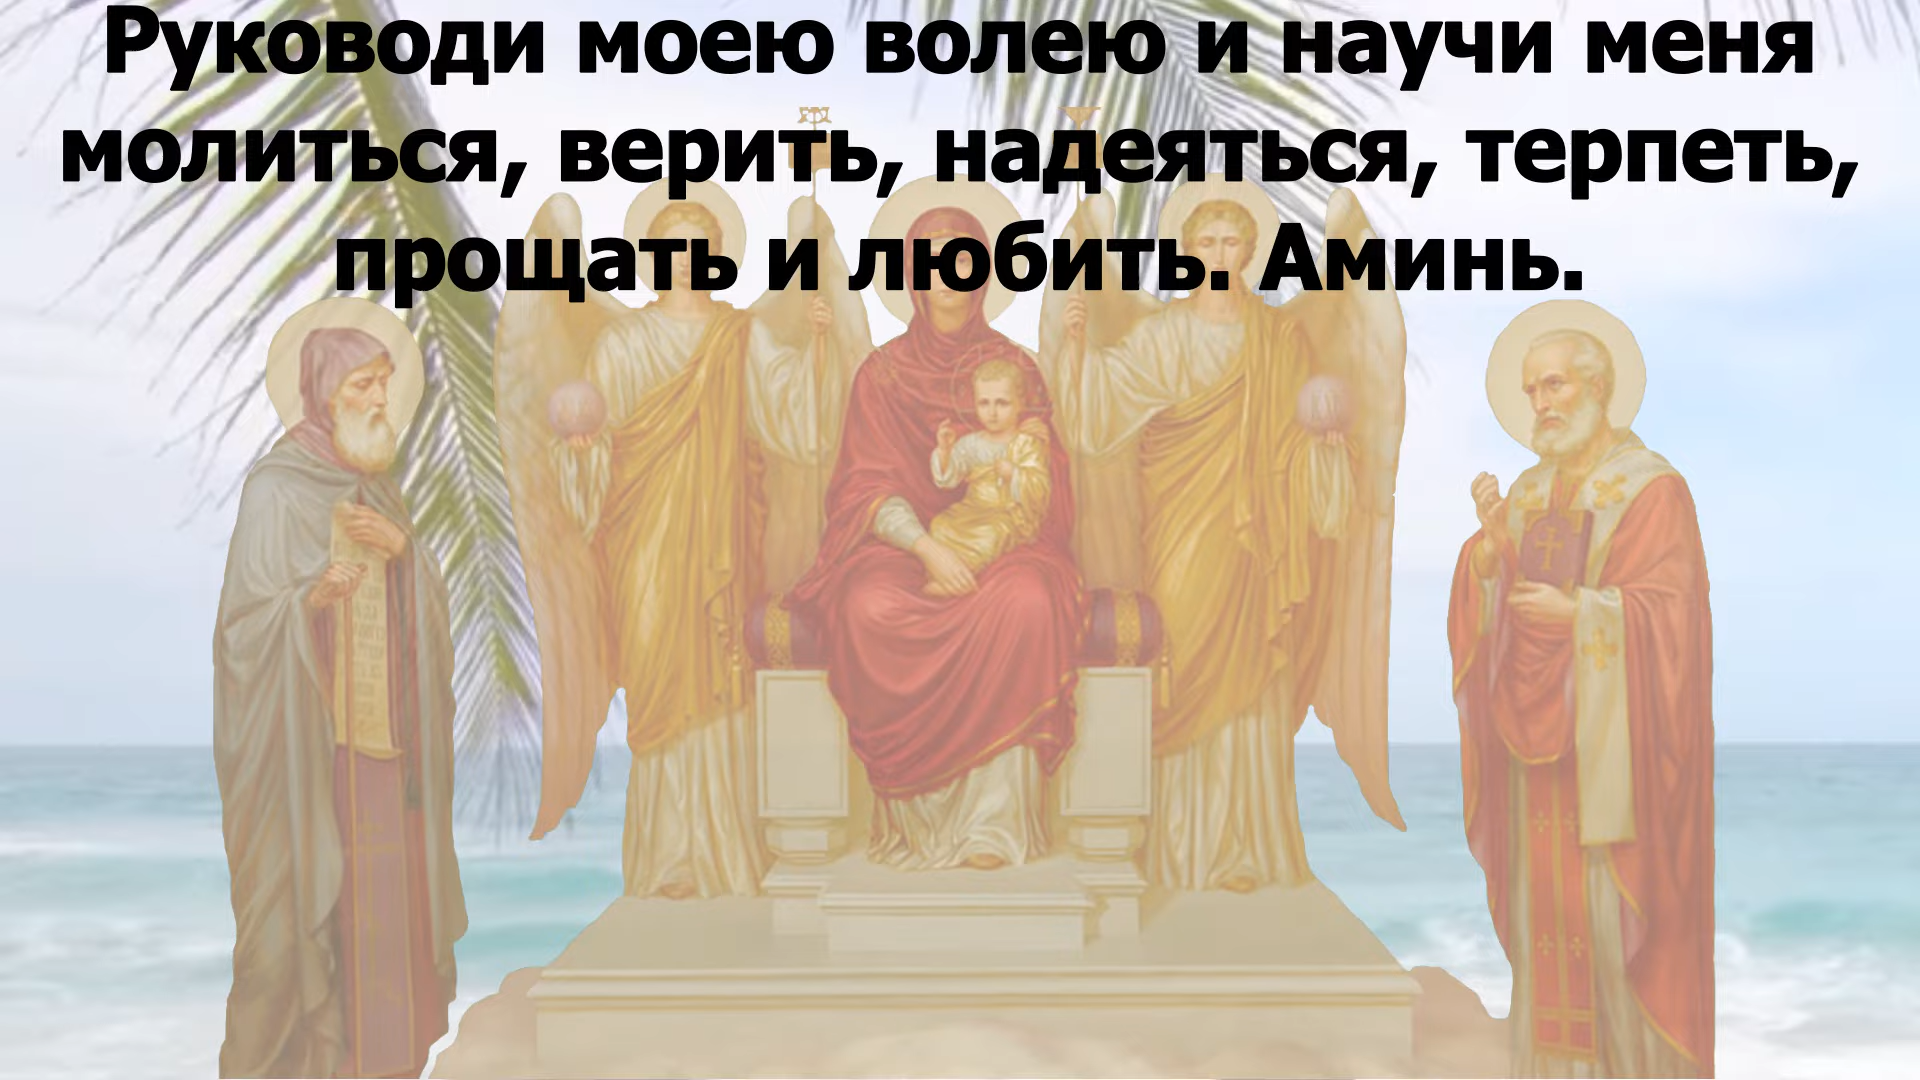 Руководи моею волею и научи меня
молиться, верить, надеяться, терпеть,
прощать и любить. Аминь.